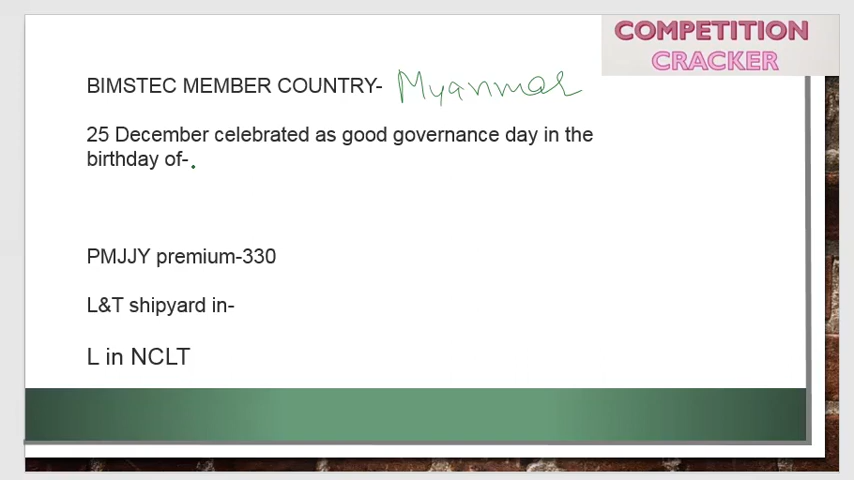 COMPETITION
CRACKER
BIMSTEC MEMBER COUNTRY- Myanmar
25 December celebrated as good governance day in the
birthday of-
PMJJY premium-330
L&T shipyard in-
L in NCLT